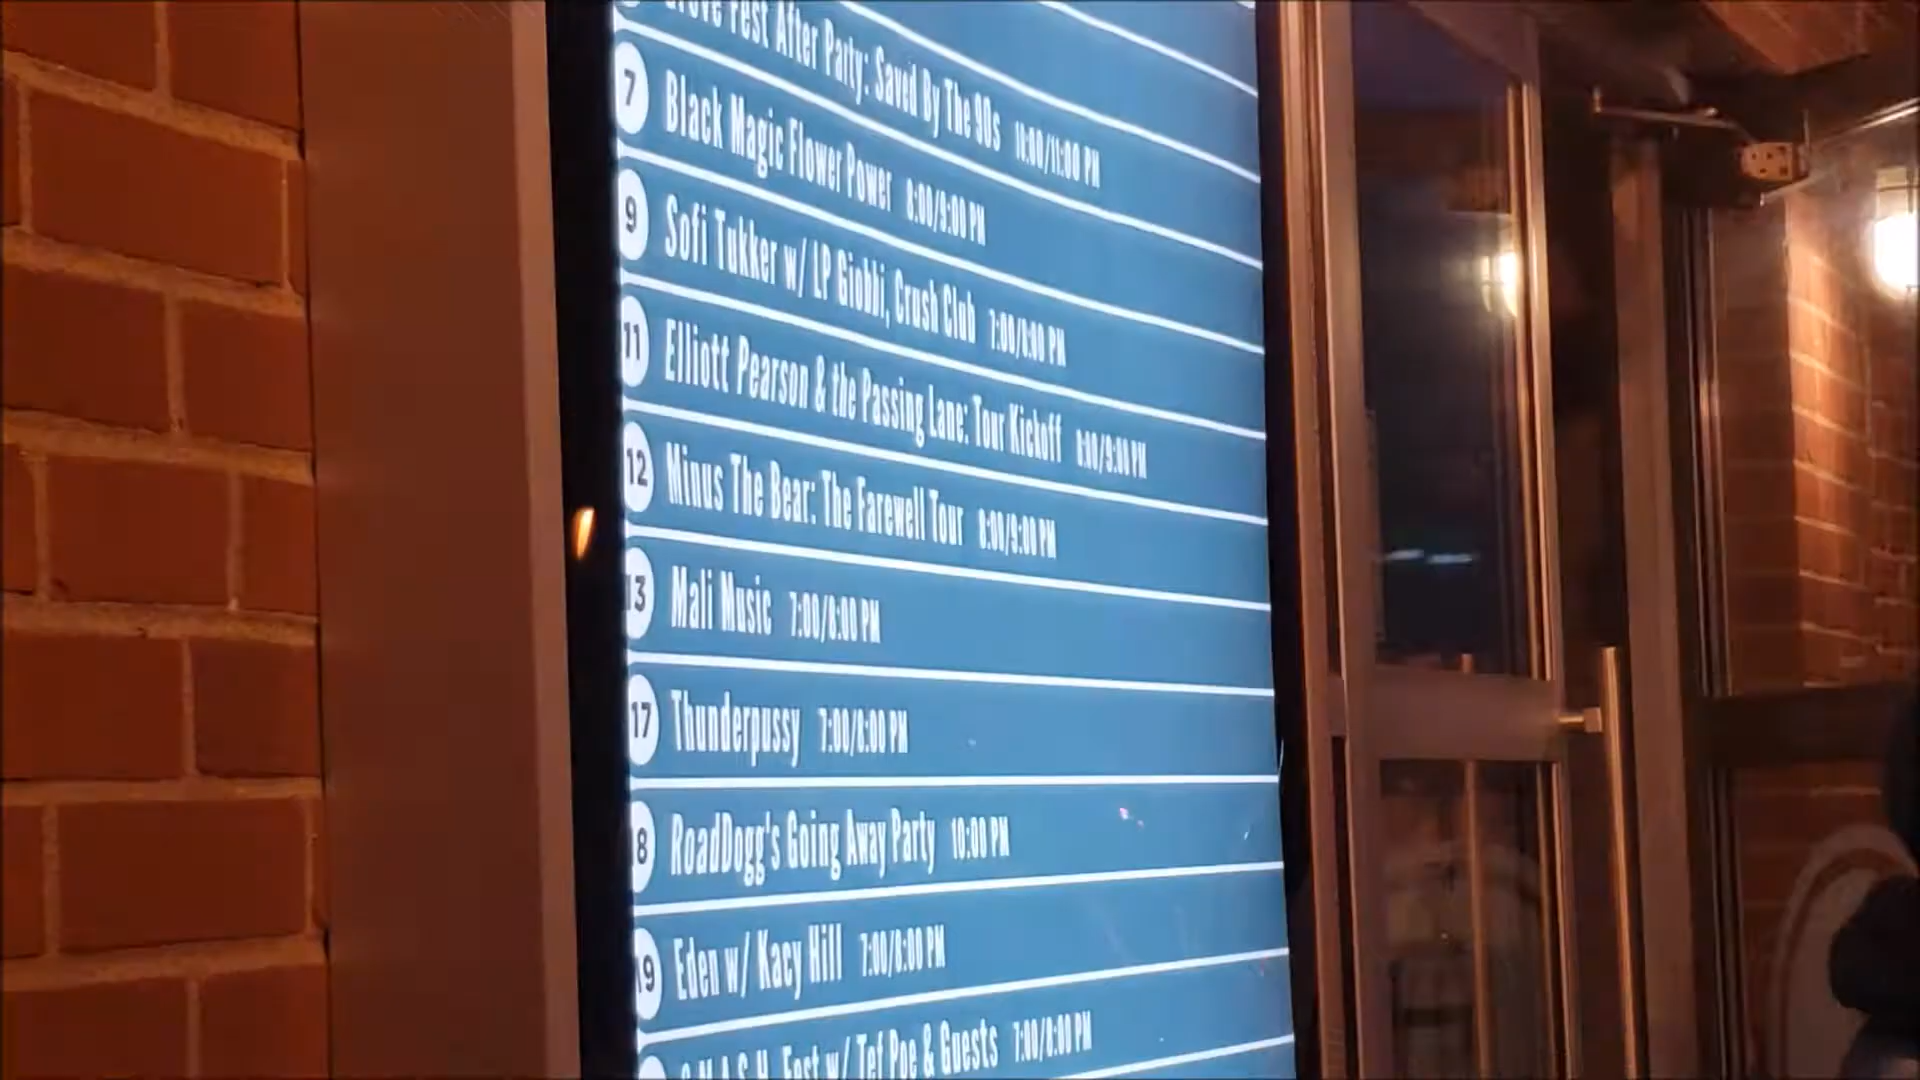 Fest After Party: Saved By The 90s 10:00/11:00 PM
7 Black Magic Flower Power 8:00/9:00 PM
9 Sofi Tukker w/ LP Giobbi, Crush Club 7:00/8:00 PM
11 Elliott Pearson & the Passing Lane: Tour Kickoff 8:00/9:00 PM
12 Minus The Bear: The Farewell Tour 8:00/9:00 PM
13 Mali Music 7:00/8:00 PM
17 Thunderpussy 7:00/8:00 PM
8 RoadDogg's Going Away Party 10:00 PM
19 Eden w/ Kacy Hill 7:00/8:00 PM
Fest w/ Tef Poe & Guests 7:00/8:00 PM